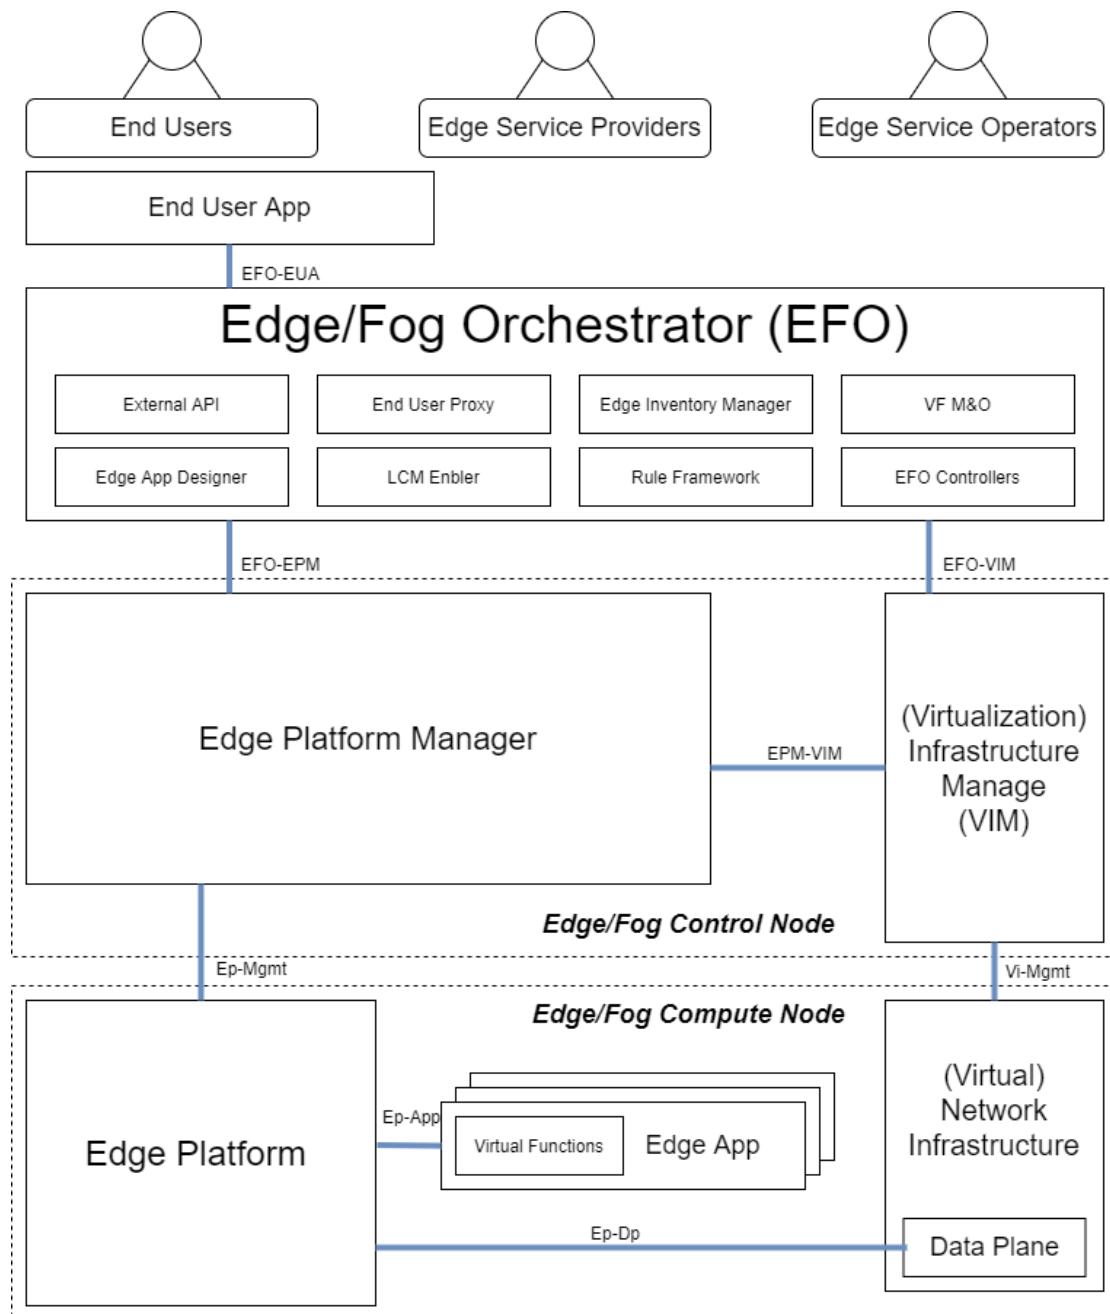 End Users
Edge Service Providers
Edge Service Operators
End User App
EFO-EUA
Edge/Fog Orchestrator (EFO)
External API
End User Proxy
Edge Inventory Manager
VF M&O
Edge App Designer
LCM Enbler
Rule Framework
EFO Controllers
EFO-EPM
EFO-VIM
Edge Platform Manager
EPM-VIM
(Virtualization)
Infrastructure
Manage
(VIM)
Edge/Fog Control Node
Ep-Mgmt
Vi-Mgmt
Edge/Fog Compute Node
Edge Platform
Ep-App
Virtual Functions
Edge App
(Virtual)
Network
Infrastructure
Ep-Dp
Data Plane